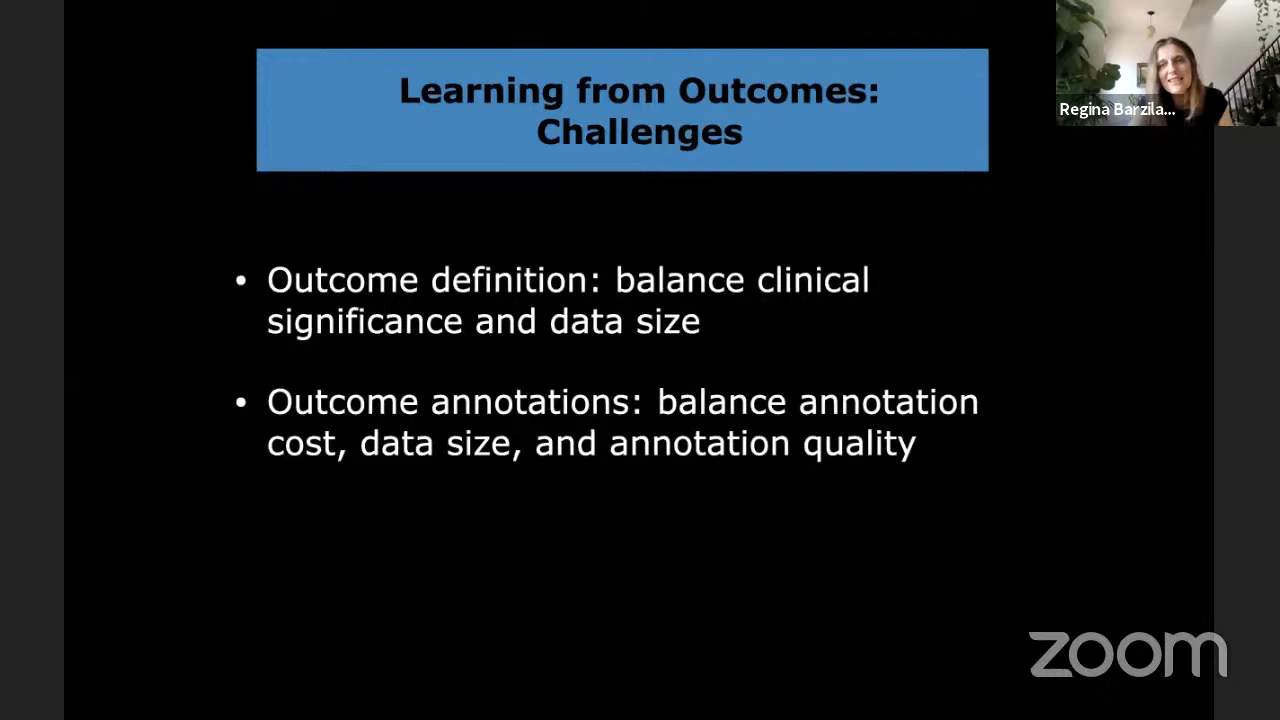 Learning from Outcomes:
Challenges
Regina Barzila...
• Outcome definition: balance clinical
significance and data size
• Outcome annotations: balance annotation
cost, data size, and annotation quality
zoom